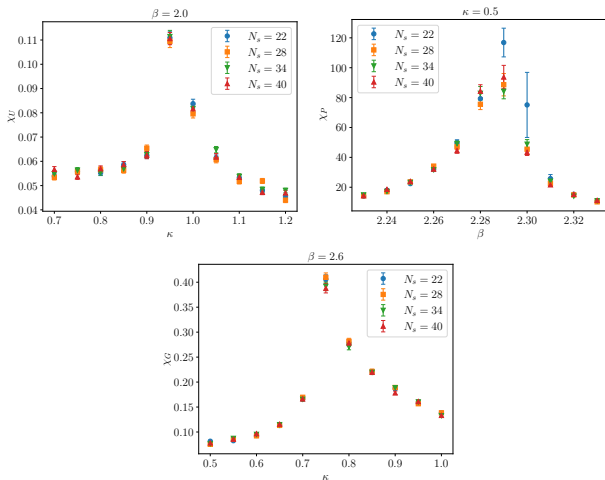 β = 2.0
χ_U
0.11
0.10
0.09
0.08
0.07
0.06
0.05
0.04
N_s = 22
N_s = 28
N_s = 34
N_s = 40
0.7 0.8 0.9 1.0 1.1 1.2
κ
κ = 0.5
χ_P
120
100
80
60
40
20
N_s = 22
N_s = 28
N_s = 34
N_s = 40
2.24 2.26 2.28 2.30 2.32
β
β = 2.6
χ_G
0.40
0.35
0.30
0.25
0.20
0.15
0.10
N_s = 22
N_s = 28
N_s = 34
N_s = 40
0.5 0.6 0.7 0.8 0.9 1.0
κ